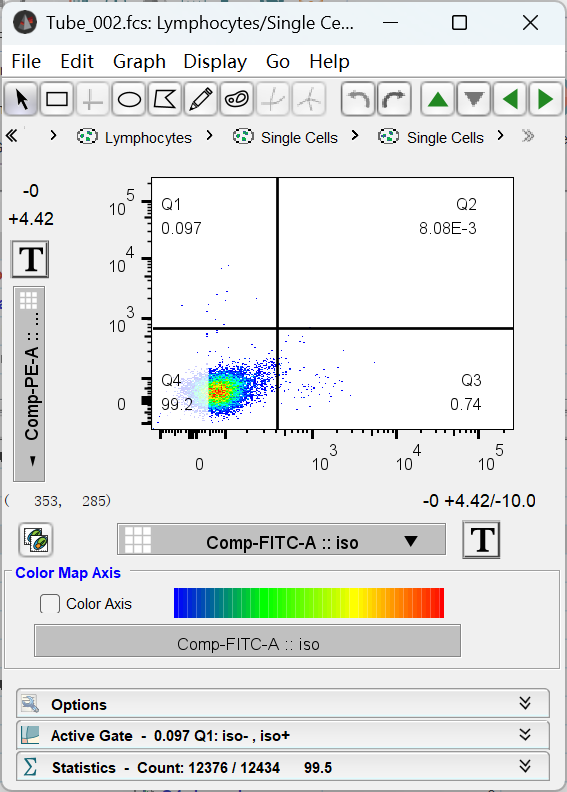 Tube_002.fcs: Lymphocytes/Single Ce...
File Edit Graph Display Go Help
Lymphocytes Single Cells Single Cells
-0
+4.42
T
Comp-PE-A :: ...
10^5
10^4
10^3
0
Q1
0.097
Q2
8.08E-3
Q4
99.2
Q3
0.74
0 10^3 10^4 10^5
( 353, 285)
-0 +4.42/-10.0
Comp-FITC-A :: iso
T
Color Map Axis
Color Axis
Comp-FITC-A :: iso
Options
Active Gate - 0.097 Q1: iso- , iso+
Statistics - Count: 12376 / 12434 99.5